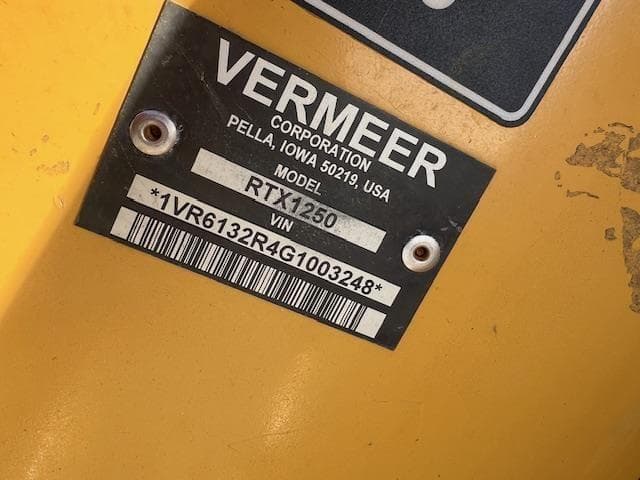 VERMEER
CORPORATION
PELLA, IOWA 50219, USA
MODEL
RTX1250
VIN
*1VR6132R4G1003248*